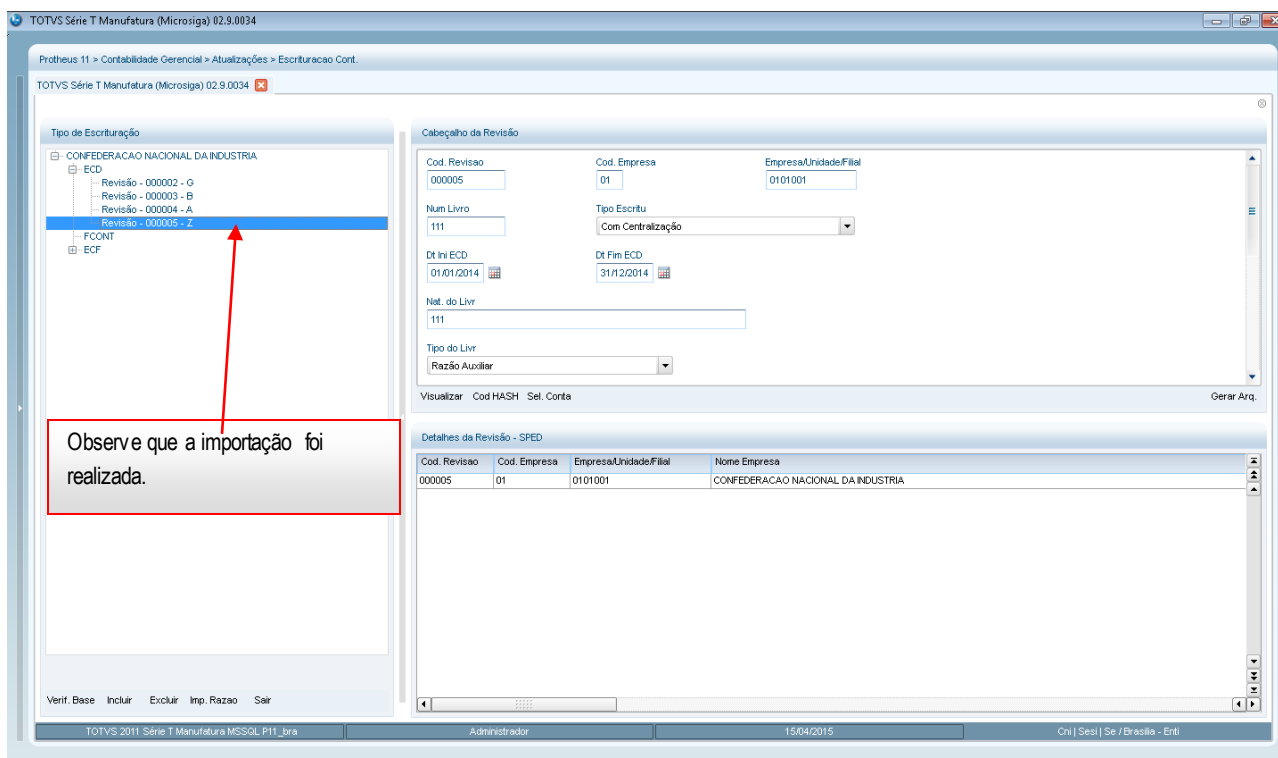 TOTVS Série T Manufatura (Microsiga) 02.9.0034
Protheus 11 > Contabilidade Gerencial > Atualizações > Escrituracao Cont.
TOTVS Série T Manufatura (Microsiga) 02.9.0034
Tipo de Escrituração
CONFEDERACAO NACIONAL DA INDUSTRIA
ECD
Revisão - 000002 - G
Revisão - 000003 - B
Revisão - 000004 - A
Revisão - 000005 - Z
FCONT
ECF
Observe que a importação foi
realizada.
Verif. Base Incluir Excluir Imp. Razao Sair
Cabeçalho da Revisão
Cod. Revisao Cod. Empresa Empresa/Unidade/Filial
000005 01 0101001
Num Livro Tipo Escritu
111 Com Centralização
Dt Ini ECD Dt Fim ECD
01/01/2014 31/12/2014
Nat. do Livr
111
Tipo do Livr
Razão Auxiliar
Visualizar Cod HASH Sel. Conta Gerar Arq.
Detalhes da Revisão - SPED
Cod. Revisao Cod. Empresa Empresa/Unidade/Filial Nome Empresa
000005 01 0101001 CONFEDERACAO NACIONAL DA INDUSTRIA
TOTVS 2011 Série T Manufatura MSSQL P11_bra Administrador 15/04/2015 Cni | Sesi | Se / Brasilia - Enti